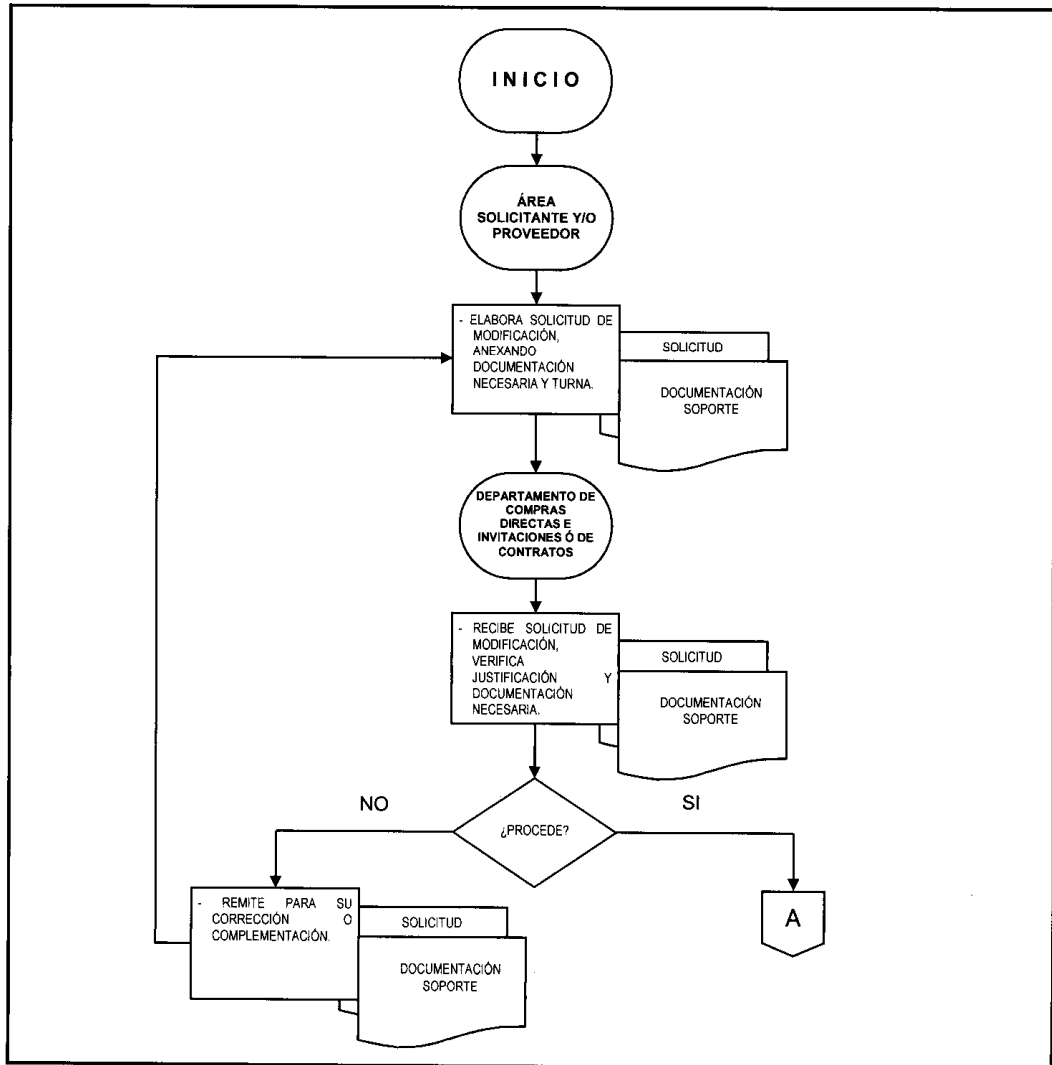 INICIO
ÁREA
SOLICITANTE Y/O
PROVEEDOR
- ELABORA SOLICITUD DE
MODIFICACIÓN,
ANEXANDO
DOCUMENTACIÓN
NECESARIA Y TURNA.
SOLICITUD
DOCUMENTACIÓN
SOPORTE
DEPARTAMENTO DE
COMPRAS
DIRECTAS E
INVITACIONES Ó DE
CONTRATOS
- RECIBE SOLICITUD DE
MODIFICACIÓN,
VERIFICA
JUSTIFICACIÓN Y
DOCUMENTACIÓN
NECESARIA.
SOLICITUD
DOCUMENTACIÓN
SOPORTE
NO
SI
¿PROCEDE?
- REMITE PARA SU
CORRECCIÓN O
COMPLEMENTACIÓN.
SOLICITUD
DOCUMENTACIÓN
SOPORTE
A